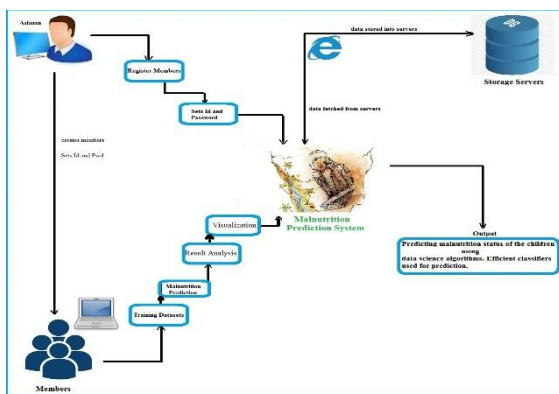 Admin
data stored into servers
Register Members
Storage Servers
Sets Id and
Password
data fetched from servers
creates members
Sets Id and Pwd
Malnutrition
Prediction System
Visualization
Result Analysis
Malnutrition
Prediction
Training Datasets
Output
Predicting malnutrition status of the children
using
data science algorithms. Efficient classifiers
used for prediction.
Members